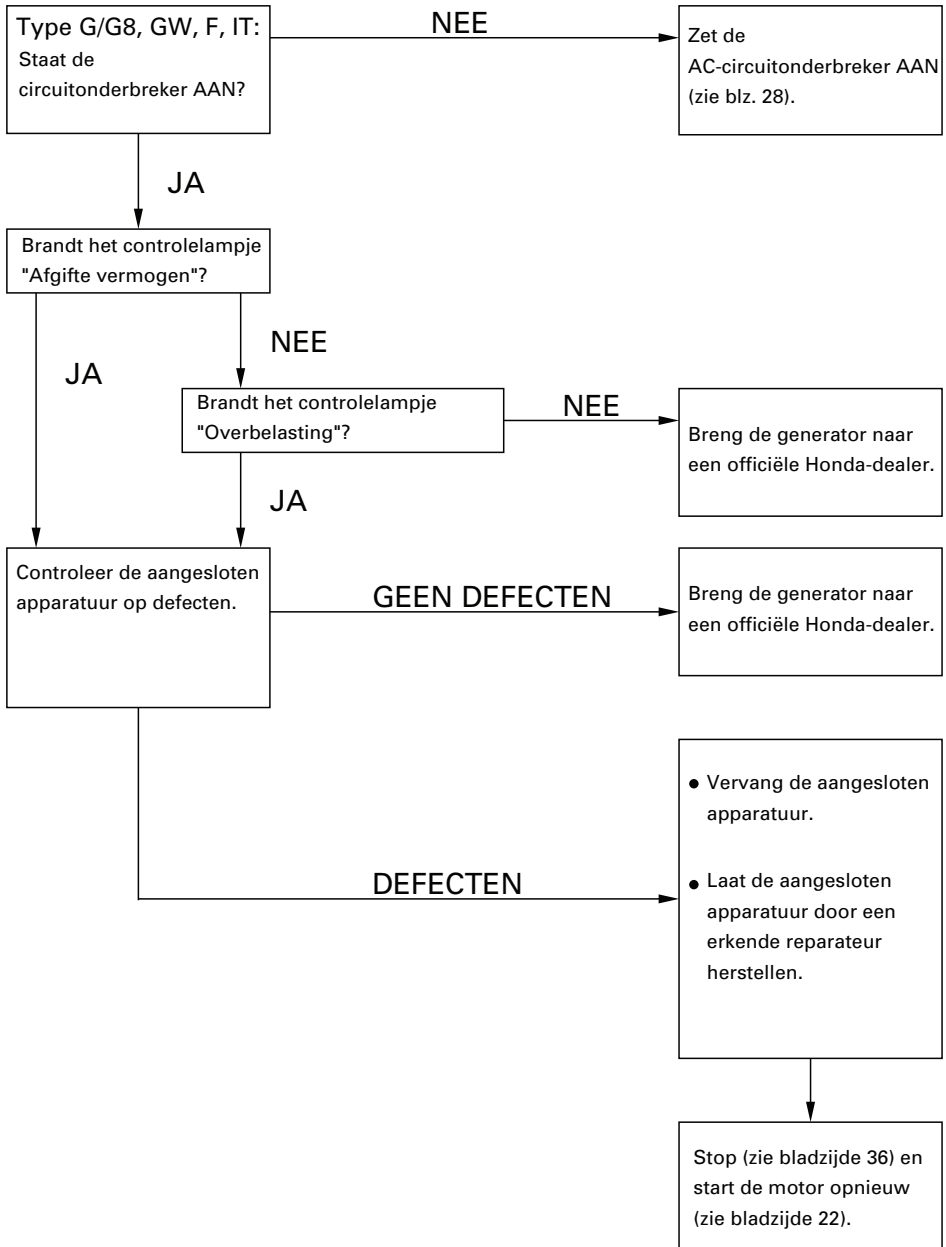 Type G/G8, GW, F, IT:
Staat de
circuitonderbreker AAN?
NEE
Zet de
AC-circuitonderbreker AAN
(zie blz. 28).
JA
Brandt het controlelampje
"Afgifte vermogen"?
JA
NEE
Brandt het controlelampje
"Overbelasting"?
NEE
Breng de generator naar
een officiële Honda-dealer.
JA
Controleer de aangesloten
apparatuur op defecten.
GEEN DEFECTEN
Breng de generator naar
een officiële Honda-dealer.
DEFECTEN
● Vervang de aangesloten
apparatuur.
● Laat de aangesloten
apparatuur door een
erkende reparateur
herstellen.
Stop (zie bladzijde 36) en
start de motor opnieuw
(zie bladzijde 22).